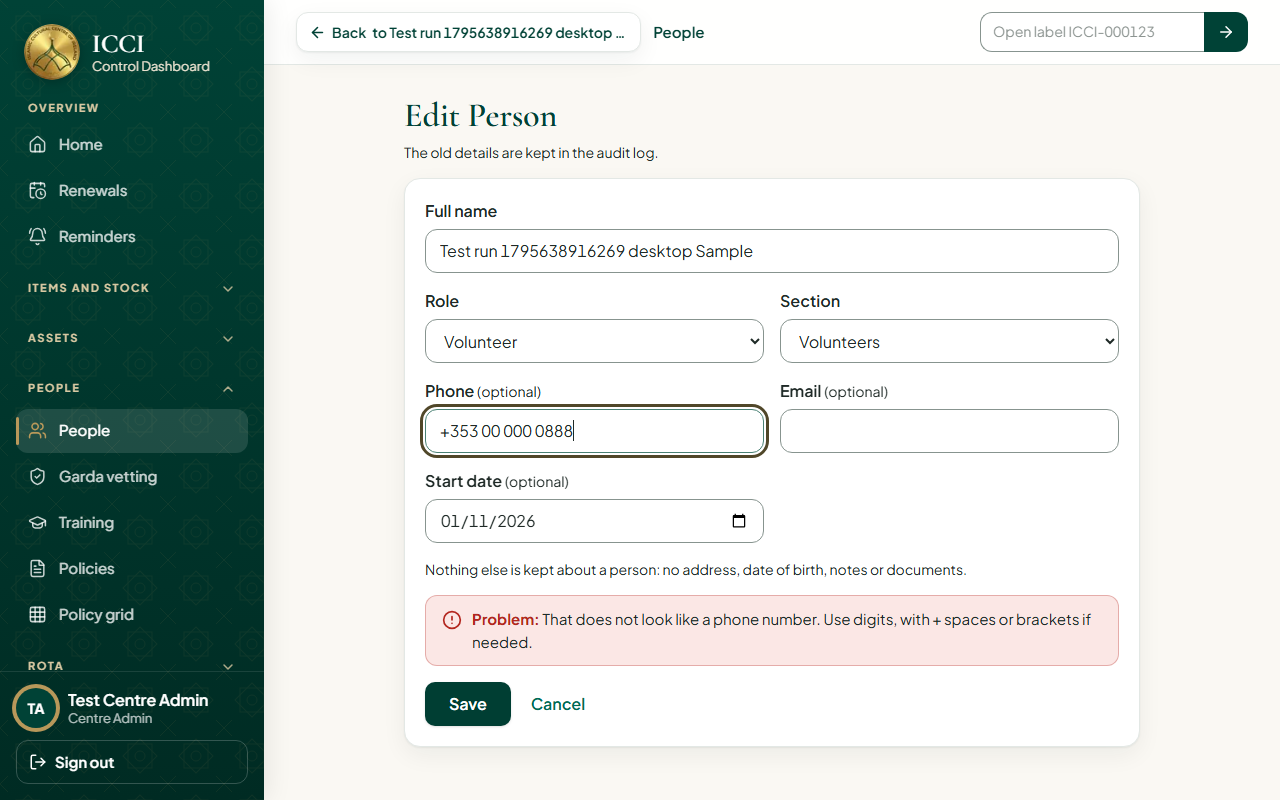 ICCI
Control Dashboard
OVERVIEW
Home
Renewals
Reminders
ITEMS AND STOCK
ASSETS
PEOPLE
People
Garda vetting
Training
Policies
Policy grid
ROTA
TA
Test Centre Admin
Centre Admin
Sign out
Back to Test run 1795638916269 desktop ...
People
Open label ICCI-000123
Edit Person
The old details are kept in the audit log.
Full name
Test run 1795638916269 desktop Sample
Role
Section
Volunteer
Volunteers
Phone (optional)
Email (optional)
+353 00 000 0888
Start date (optional)
01/11/2026
Nothing else is kept about a person: no address, date of birth, notes or documents.
Problem: That does not look like a phone number. Use digits, with + spaces or brackets if
needed.
Save
Cancel